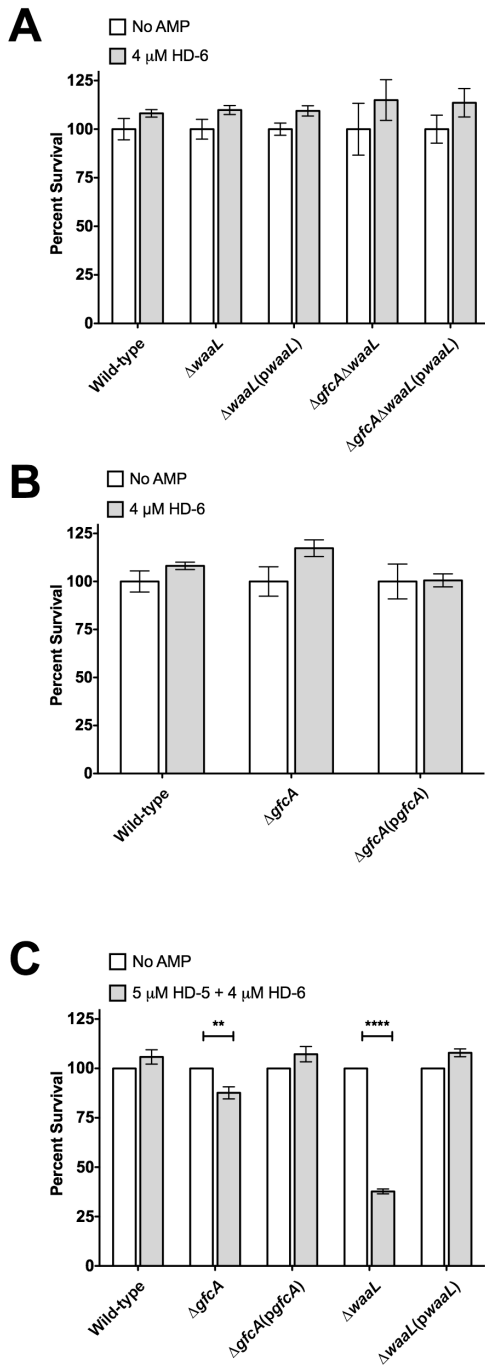 A
No AMP
4 μM HD-6
125
100
75
50
25
0
Percent Survival
Wild-type
ΔwaaL
ΔwaaL(pwaaL)
ΔgfcAΔwaaL
ΔgfcAΔwaaL(pwaaL)
B
No AMP
4 μM HD-6
125
100
75
50
25
0
Percent Survival
Wild-type
ΔgfcA
ΔgfcA(pgfcA)
C
No AMP
5 μM HD-5 + 4 μM HD-6
125
100
75
50
25
0
Percent Survival
**
****
Wild-type
ΔgfcA
ΔgfcA(pgfcA)
ΔwaaL
ΔwaaL(pwaaL)